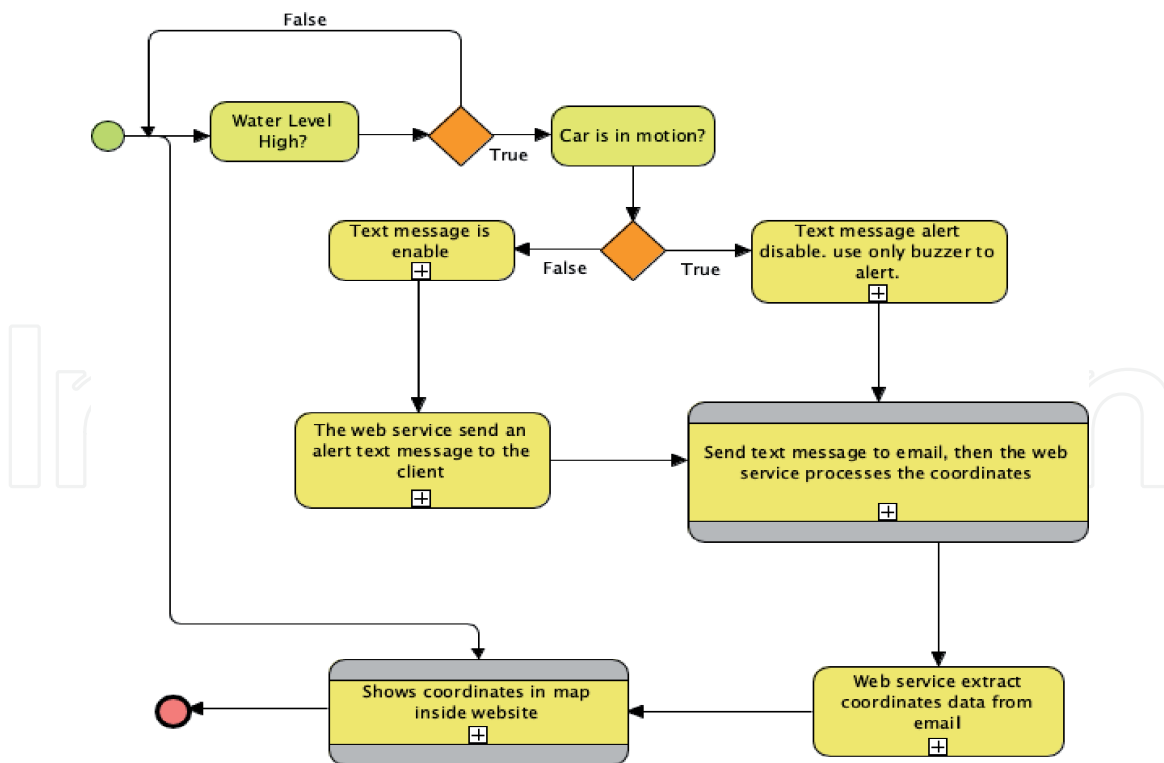 False
Water Level
High?
True
Car is in motion?
Text message is
enable
False
True
Text message alert
disable. use only buzzer to
alert.
The web service send an
alert text message to the
client
Send text message to email, then the web
service processes the coordinates
Shows coordinates in map
inside website
Web service extract
coordinates data from
email